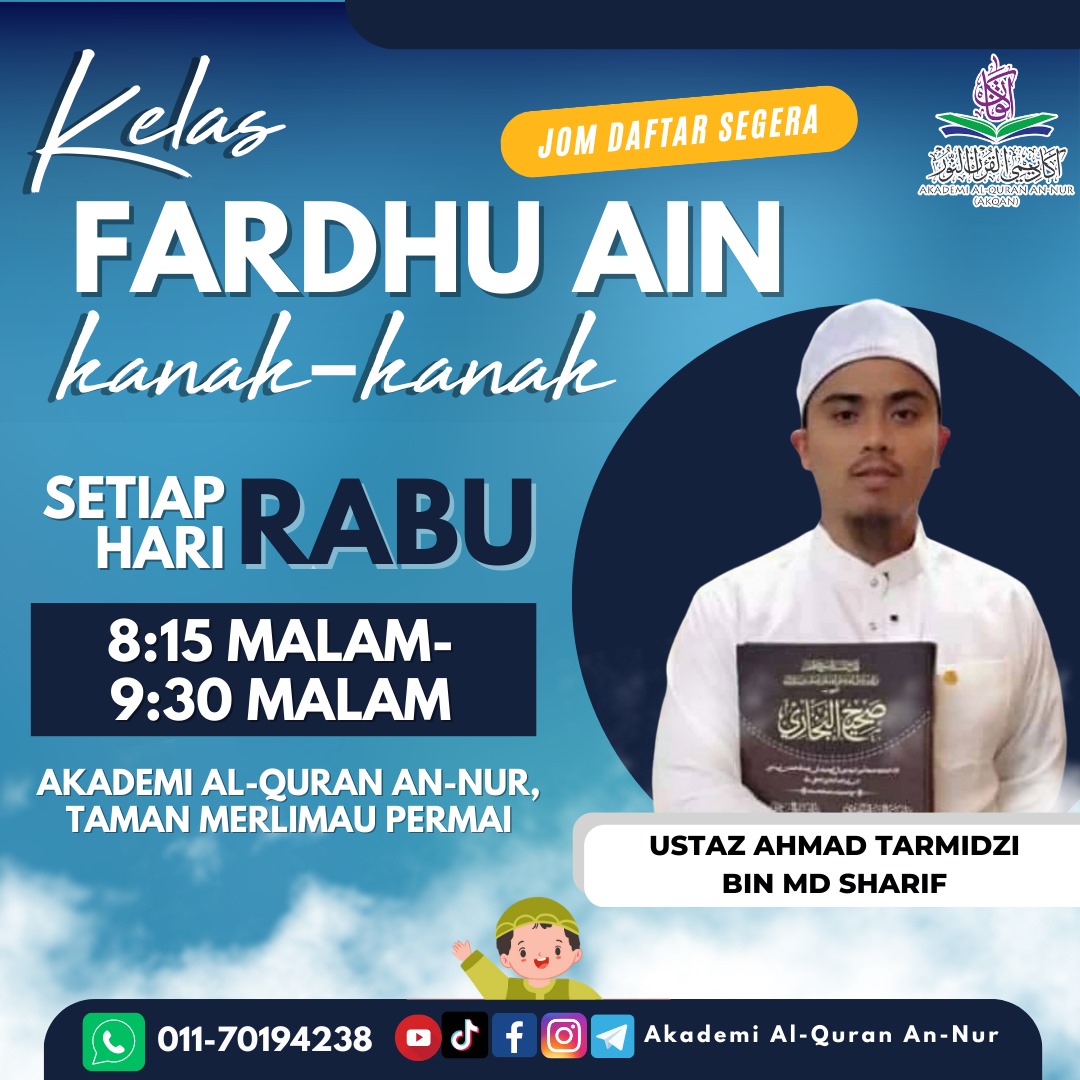 Kelas
JOM DAFTAR SEGERA
FARDHU AIN
kanak-kanak
AKADEMI AL-QURAN AN-NUR
(AKQAN)
SETIAP
HARI
RABU
8:15 MALAM-
9:30 MALAM
AKADEMI AL-QURAN AN-NUR,
TAMAN MERLIMAU PERMAI
صحيح البخاري
USTAZ AHMAD TARMIDZI
BIN MD SHARIF
011-70194238
Akademi Al-Quran An-Nur